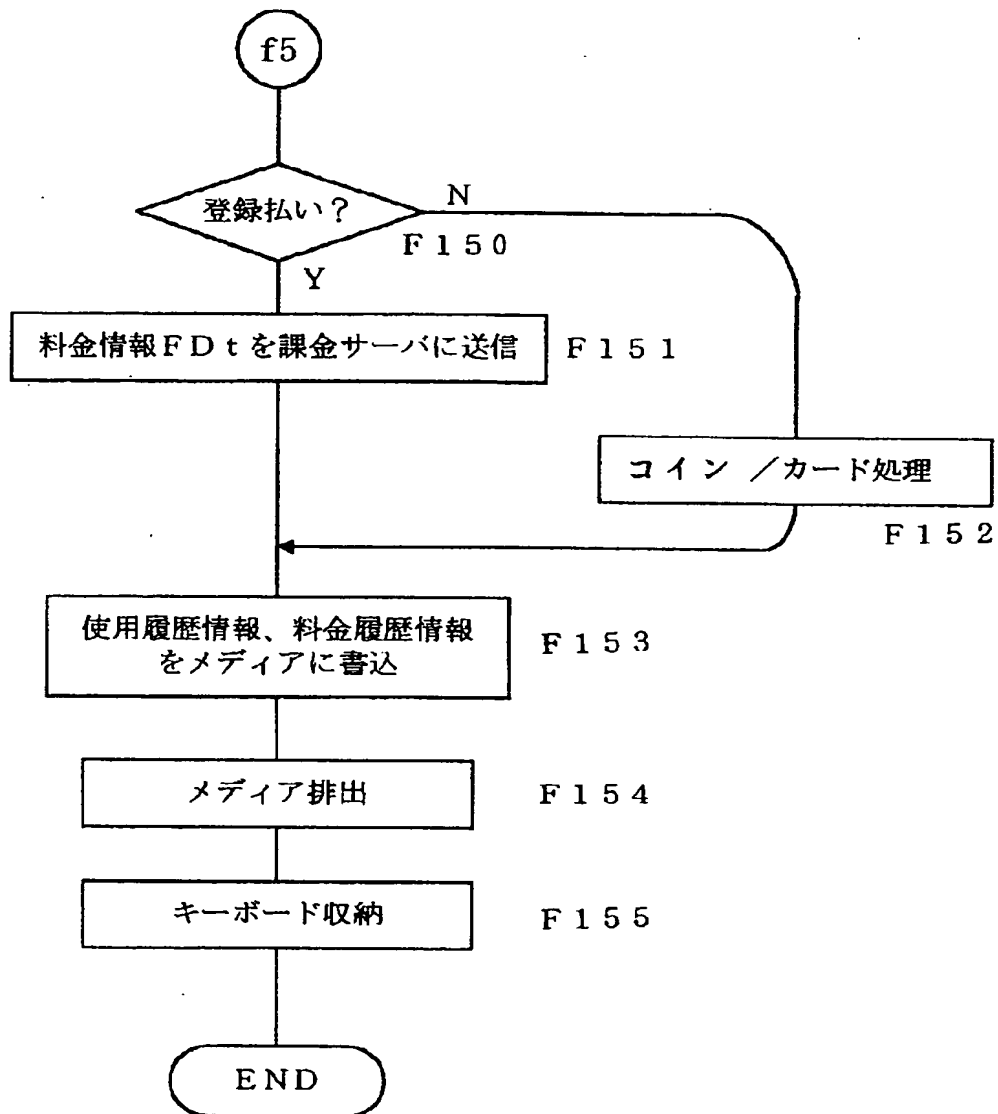 f5
登録払い？
N
F150
Y
料金情報FDtを課金サーバに送信
F151
コイン ／カード処理
F152
使用履歴情報、料金履歴情報
をメディアに書込
F153
メディア排出
F154
キーボード収納
F155
END